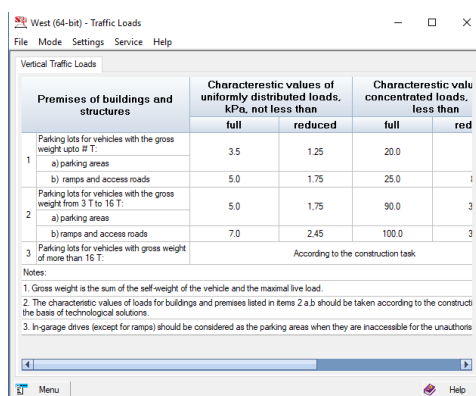 West (64-bit) - Traffic Loads
File Mode Settings Service Help
Vertical Traffic Loads
Premises of buildings and structures
Characterestic values of uniformly distributed loads, kPa, not less than
Characterestic valu
concentrated loads,
less than
full reduced full red
1 Parking lots for vehicles with the gross weight upto # T:
a) parking areas 3.5 1.25 20.0
b) ramps and access roads 5.0 1.75 25.0
2 Parking lots for vehicles with the gross weight from 3 T to 16 T:
a) parking areas 5.0 1,75 90.0 3
b) ramps and access roads 7.0 2.45 100.0 3
3 Parking lots for vehicles with gross weight of more than 16 T: According to the construction task
Notes:
1. Gross weight is the sum of the self-weight of the vehicle and the maximal live load.
2. The characteristic values of loads for buildings and premises listed in items 2 a,b should be taken according to the constructi
the basis of technological solutions.
3. In-garage drives (except for ramps) should be considered as the parking areas when they are inaccessible for the unauthoris
Menu Help